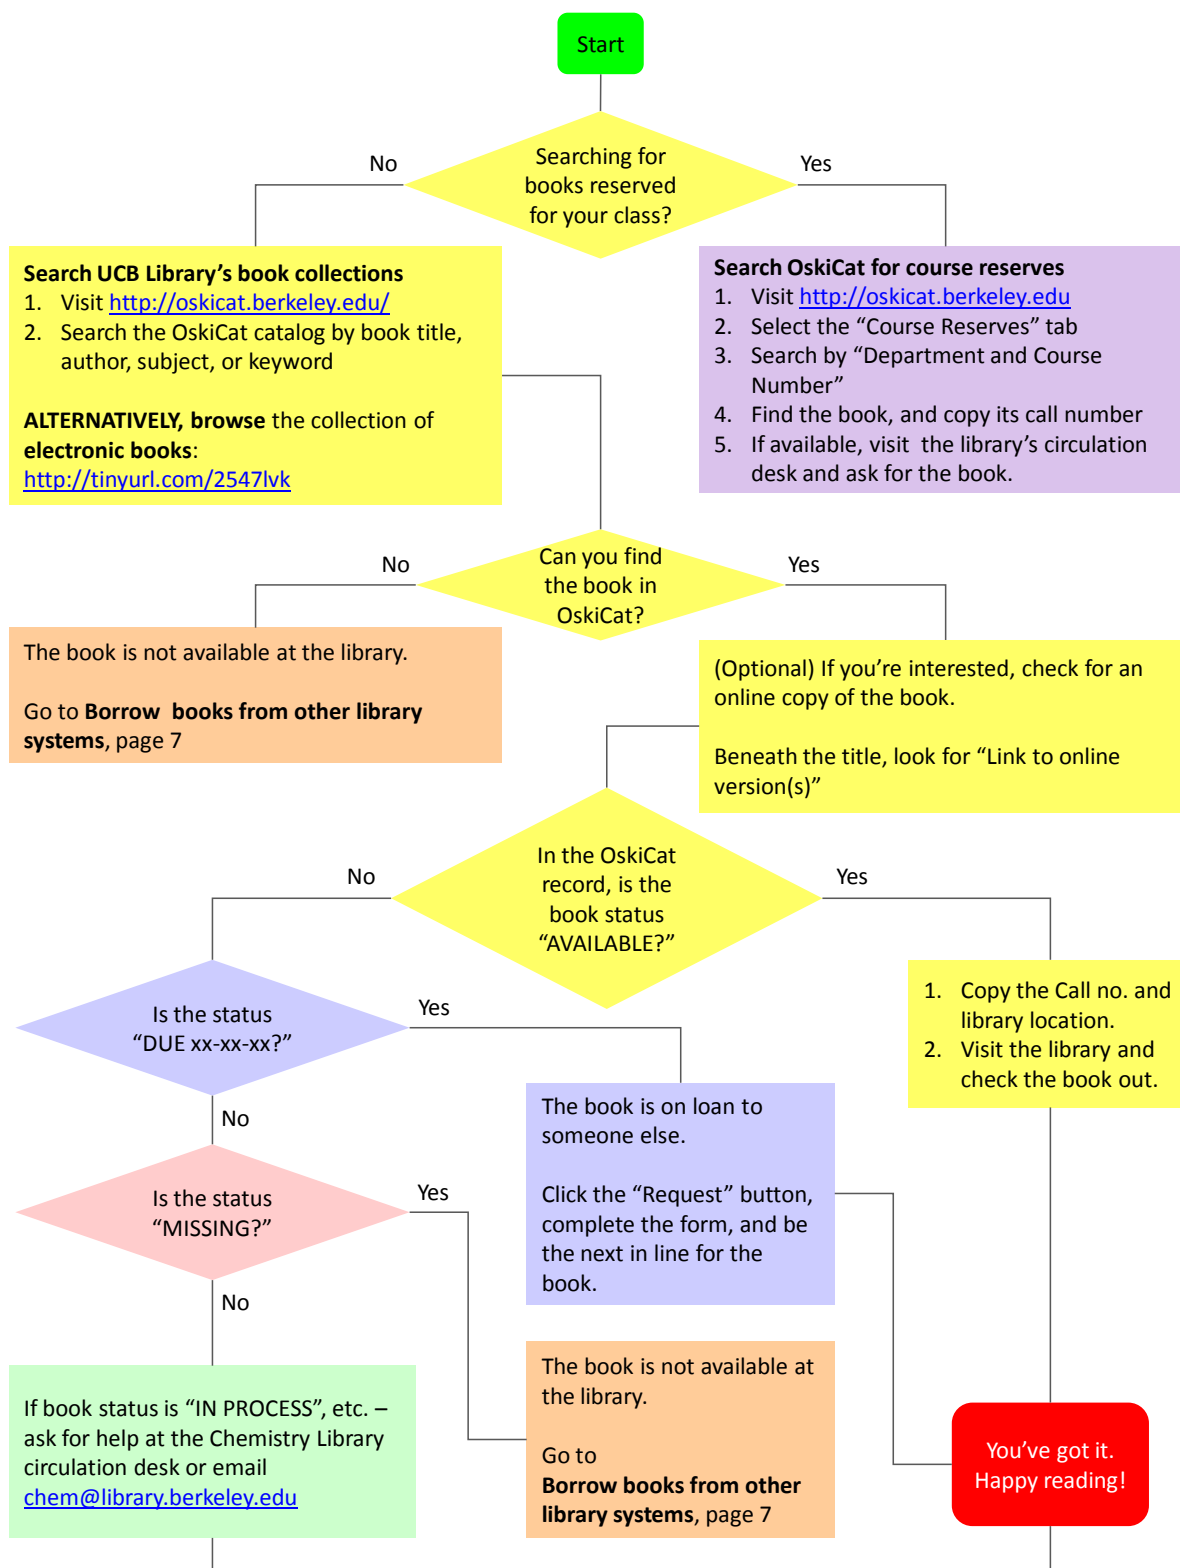 Start
Searching for
books reserved
for your class?
No
Yes
Search UCB Library’s book collections
1. Visit http://oskicat.berkeley.edu/
2. Search the OskiCat catalog by book title,
author, subject, or keyword
ALTERNATIVELY, browse the collection of
electronic books:
http://tinyurl.com/2547lvk
Search OskiCat for course reserves
1. Visit http://oskicat.berkeley.edu
2. Select the “Course Reserves” tab
3. Search by “Department and Course
Number”
4. Find the book, and copy its call number
5. If available, visit the library’s circulation
desk and ask for the book.
Can you find
the book in
OskiCat?
No
Yes
The book is not available at the library.
Go to Borrow books from other library
systems, page 7
(Optional) If you’re interested, check for an
online copy of the book.
Beneath the title, look for “Link to online
version(s)”
In the OskiCat
record, is the
book status
“AVAILABLE?”
No
Yes
Is the status
“DUE xx-xx-xx?”
Yes
No
1. Copy the Call no. and
library location.
2. Visit the library and
check the book out.
The book is on loan to
someone else.
Click the “Request” button,
complete the form, and be
the next in line for the
book.
Is the status
“MISSING?”
Yes
No
The book is not available at
the library.
Go to
Borrow books from other
library systems, page 7
If book status is “IN PROCESS”, etc. –
ask for help at the Chemistry Library
circulation desk or email
chem@library.berkeley.edu
You’ve got it.
Happy reading!